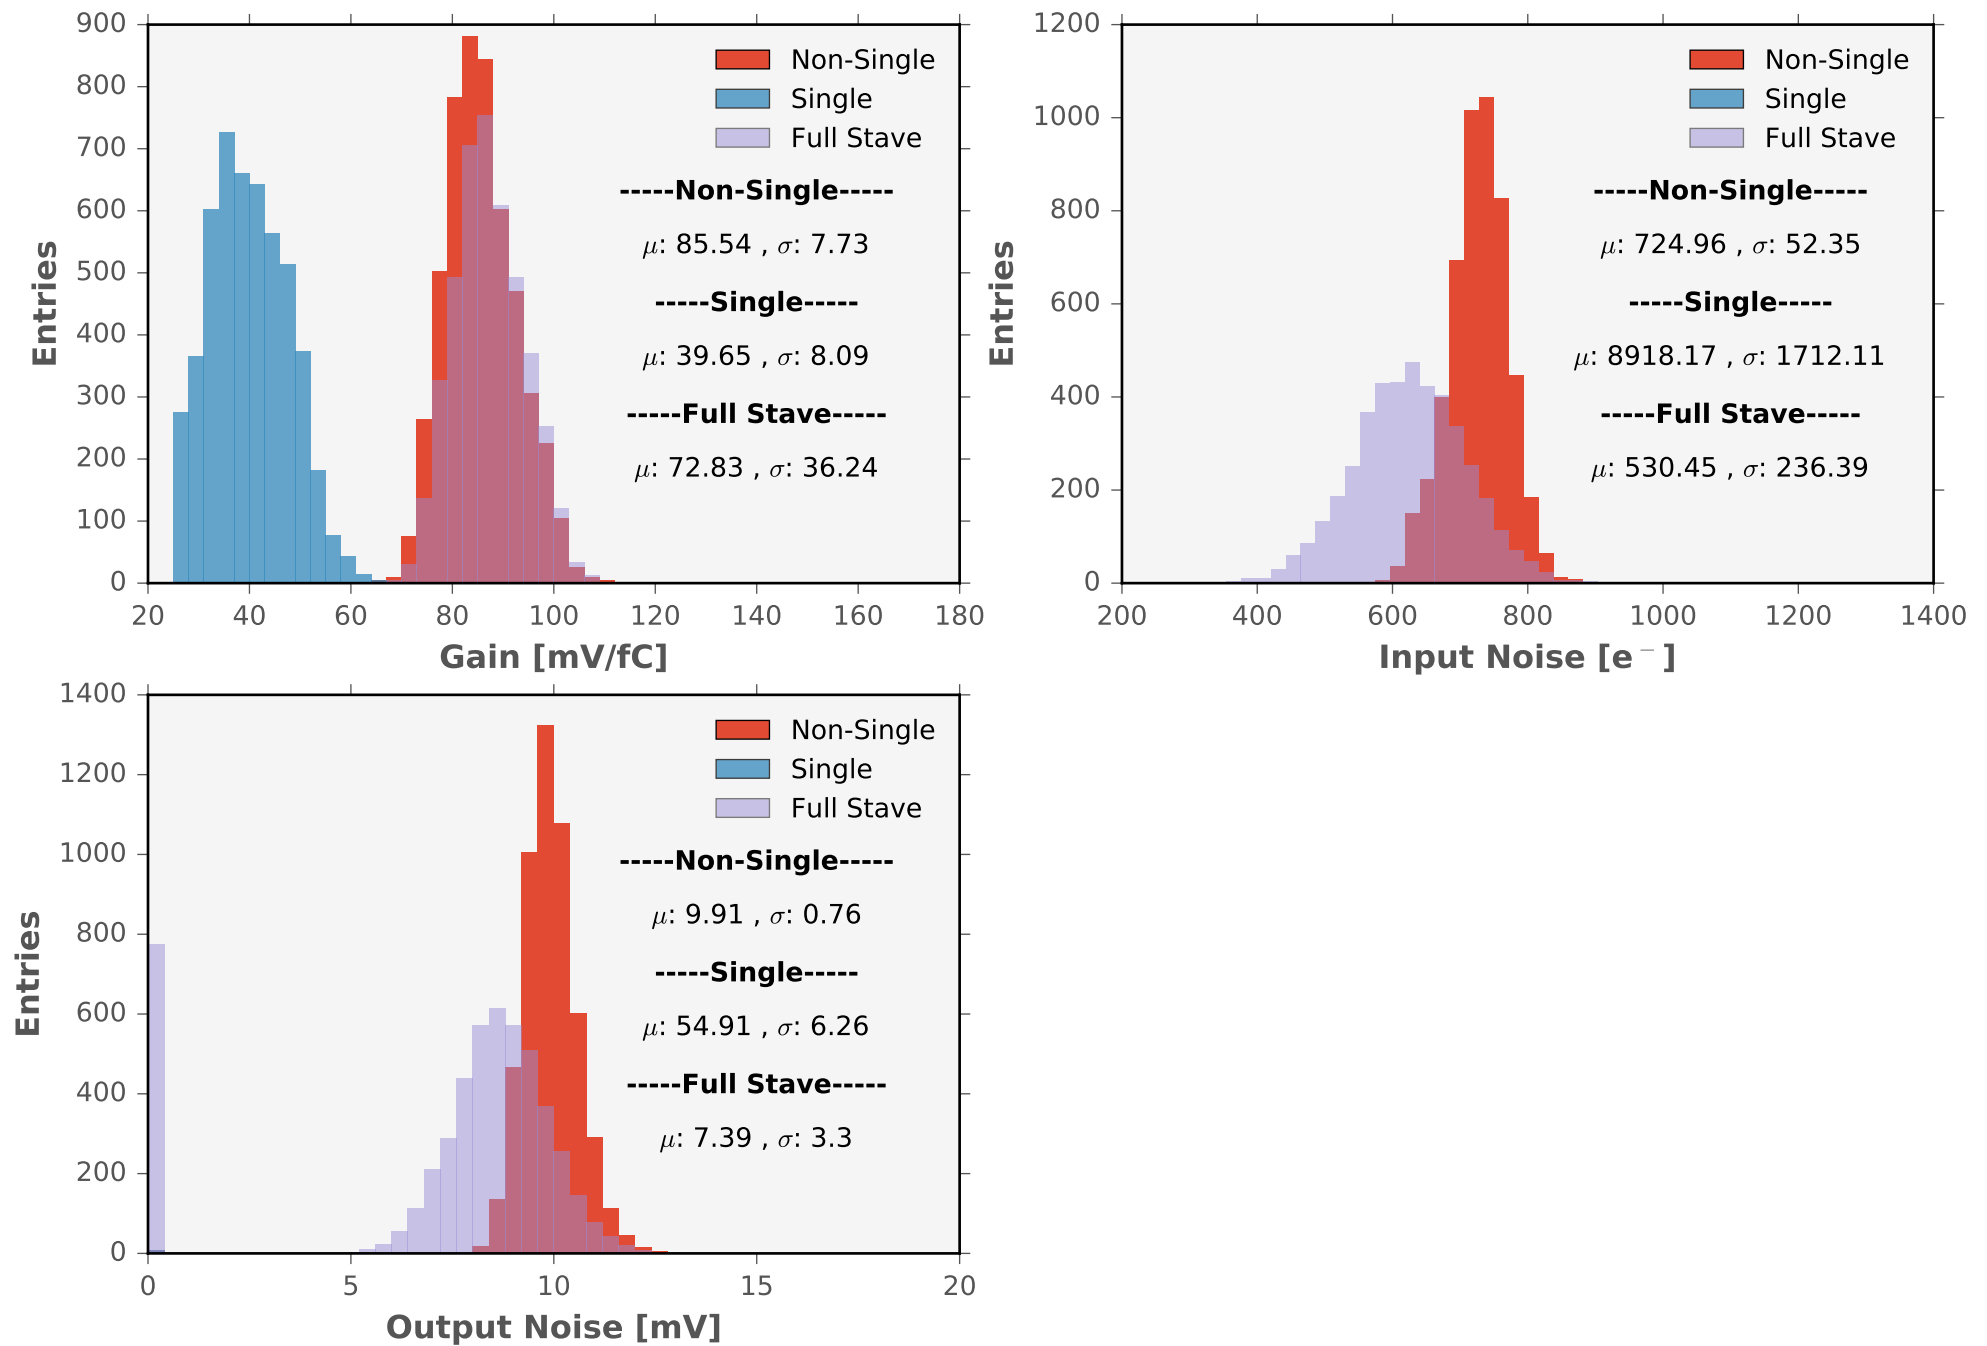 900
800
700
600
500
400
300
200
100
0
Entries
20 40 60 80 100 120 140 160 180
Gain [mV/fC]
Non-Single
Single
Full Stave
-----Non-Single-----
μ: 85.54 , σ: 7.73
-----Single-----
μ: 39.65 , σ: 8.09
-----Full Stave-----
μ: 72.83 , σ: 36.24
1200
1000
800
600
400
200
0
Entries
200 400 600 800 1000 1200 1400
Input Noise [e⁻]
Non-Single
Single
Full Stave
-----Non-Single-----
μ: 724.96 , σ: 52.35
-----Single-----
μ: 8918.17 , σ: 1712.11
-----Full Stave-----
μ: 530.45 , σ: 236.39
1400
1200
1000
800
600
400
200
0
Entries
0 5 10 15 20
Output Noise [mV]
Non-Single
Single
Full Stave
-----Non-Single-----
μ: 9.91 , σ: 0.76
-----Single-----
μ: 54.91 , σ: 6.26
-----Full Stave-----
μ: 7.39 , σ: 3.3